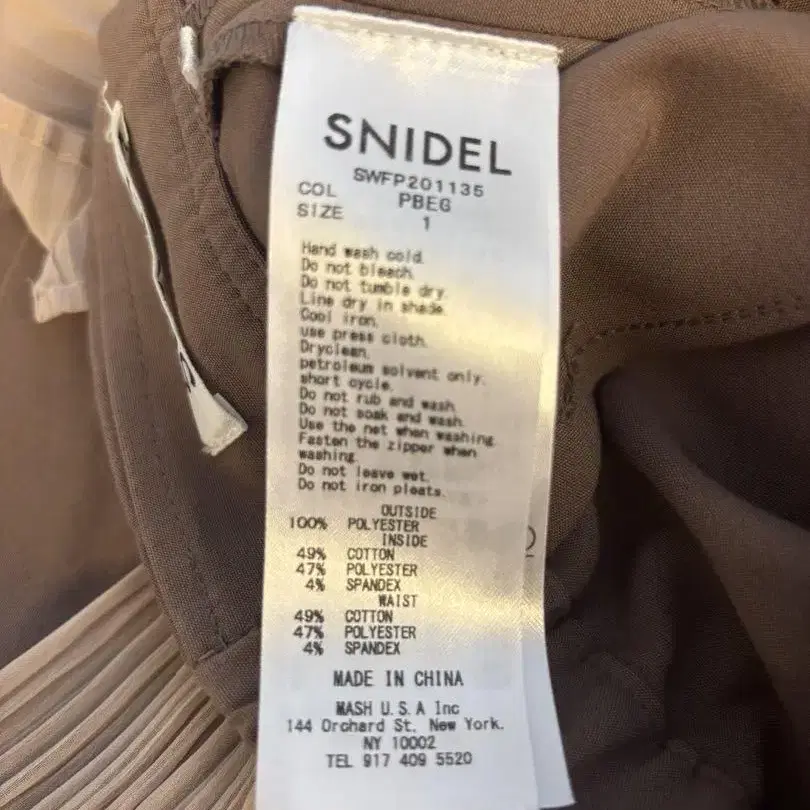 SNIDEL
SWFP201135
COL PBEG
SIZE 1
Hand wash cold.
Do not bleach.
Do not tumble dry.
Line dry in shade.
Cool iron.
use press cloth.
Dryclean.
petroleum solvent only.
short cycle.
Do not rub and wash.
Do not soak and wash.
Use the net when washing.
Fasten the zipper when
washing.
Do not leave wet.
Do not iron pleats.
OUTSIDE
100% POLYESTER
INSIDE
49% COTTON
47% POLYESTER
4% SPANDEX
WAIST
49% COTTON
47% POLYESTER
4% SPANDEX
MADE IN CHINA
MASH U.S.A Inc
144 Orchard St, New York.
NY 10002
TEL 917 409 5520